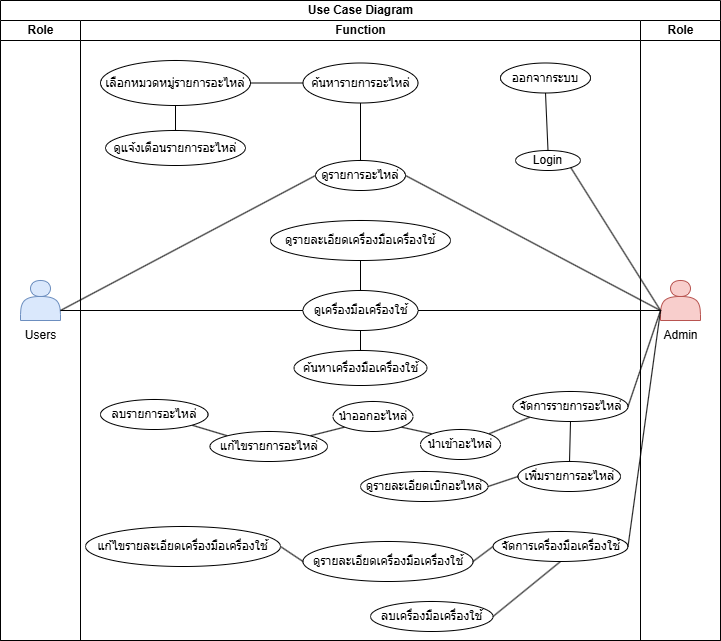 Use Case Diagram
Role
Function
Role
เลือกหมวดหมู่รายการอะไหล่
ค้นหารายการอะไหล่
ออกจากระบบ
ดูแจ้งเตือนรายการอะไหล่
Login
ดูรายการอะไหล่
ดูรายละเอียดเครื่องมือเครื่องใช้
Users
ดูเครื่องมือเครื่องใช้
Admin
ค้นหาเครื่องมือเครื่องใช้
ลบรายการอะไหล่
นำออกอะไหล่
จัดการรายการอะไหล่
แก้ไขรายการอะไหล่
นำเข้าอะไหล่
ดูรายละเอียดเบิกอะไหล่
เพิ่มรายการอะไหล่
แก้ไขรายละเอียดเครื่องมือเครื่องใช้
ดูรายละเอียดเครื่องมือเครื่องใช้
จัดการเครื่องมือเครื่องใช้
ลบเครื่องมือเครื่องใช้